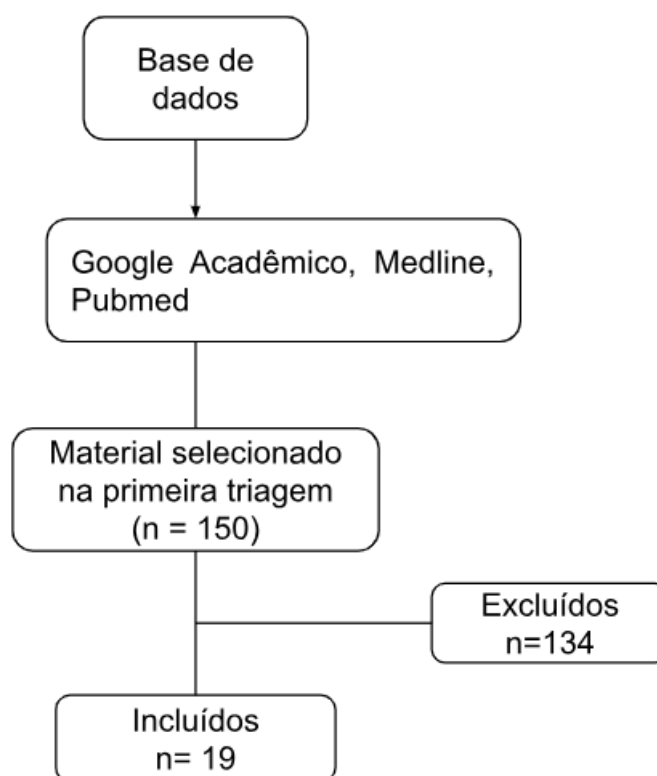 Base de
dados
Google Acadêmico, Medline,
Pubmed
Material selecionado
na primeira triagem
(n = 150)
Excluídos
n=134
Incluídos
n= 19